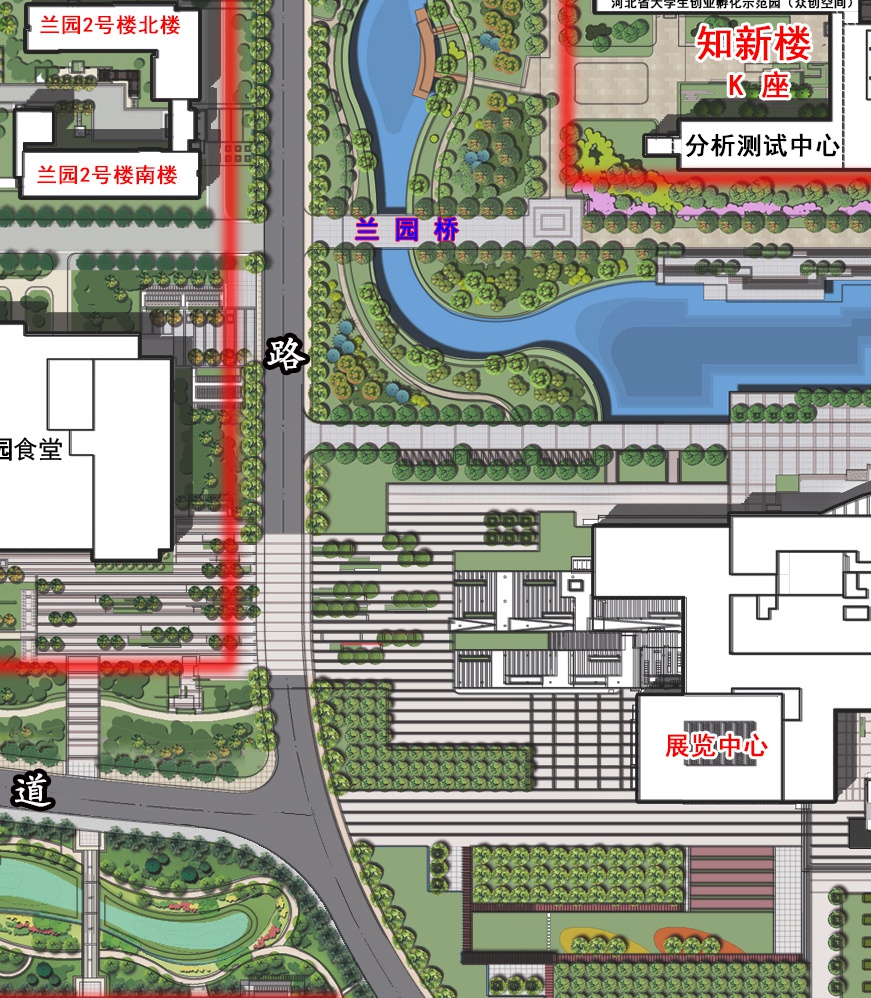 河北省大学生创业孵化示范园（众创空间）
兰园2号楼北楼
知新楼
K 座
分析测试中心
兰园2号楼南楼
兰园桥
路
园食堂
展览中心
道